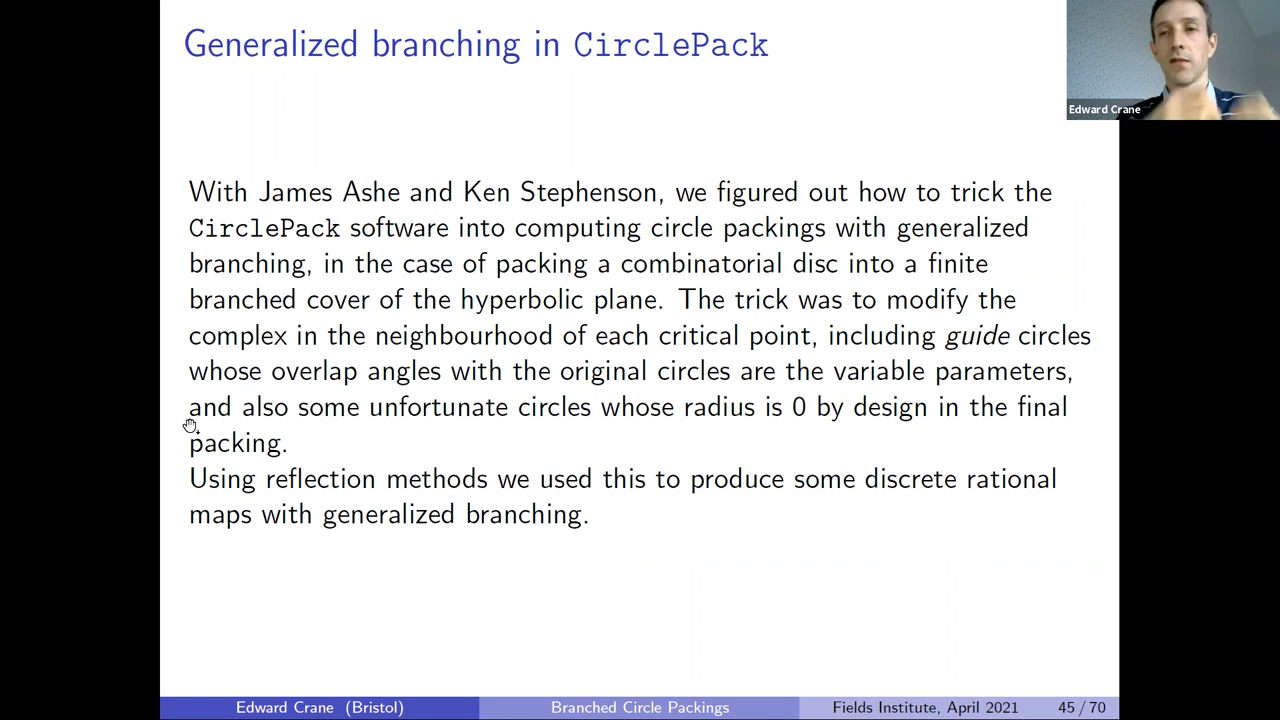 Generalized branching in CirclePack
Edward Crane
With James Ashe and Ken Stephenson, we figured out how to trick the
CirclePack software into computing circle packings with generalized
branching, in the case of packing a combinatorial disc into a finite
branched cover of the hyperbolic plane. The trick was to modify the
complex in the neighbourhood of each critical point, including guide circles
whose overlap angles with the original circles are the variable parameters,
and also some unfortunate circles whose radius is 0 by design in the final
packing.
Using reflection methods we used this to produce some discrete rational
maps with generalized branching.
Edward Crane (Bristol) Branched Circle Packings Fields Institute, April 2021 45 / 70